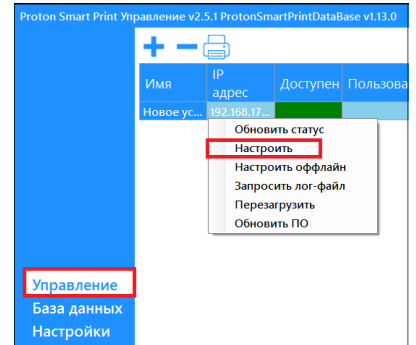 Proton Smart Print Управление v2.5.1 ProtonSmartPrintDataBase v1.13.0
Имя
IP
адрес
Доступен
Пользова
Новое ус...
192.168.17...
Обновить статус
Настроить
Настроить оффлайн
Запросить лог-файл
Перезагрузить
Обновить ПО
Управление
База данных
Настройки